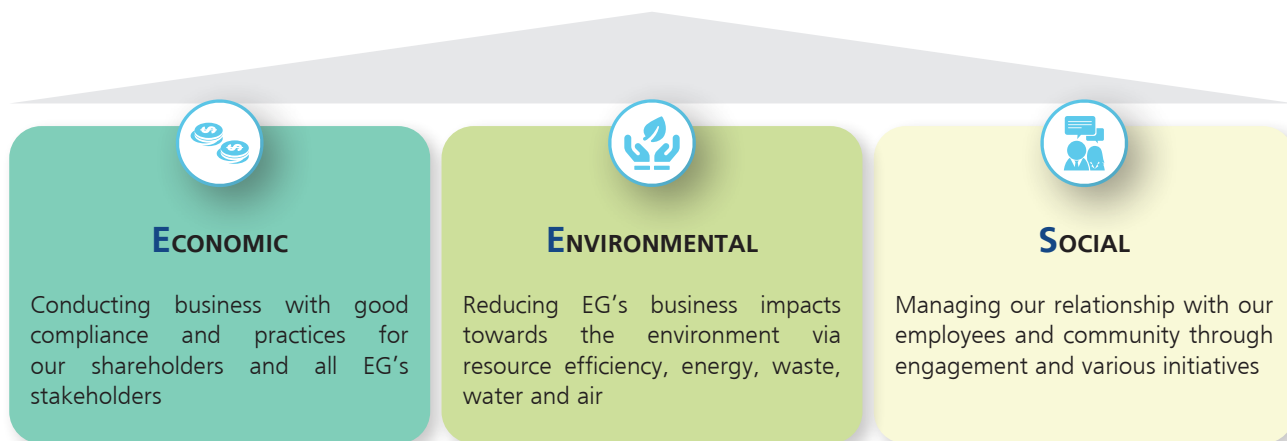 ECONOMIC
Conducting business with good
compliance and practices for
our shareholders and all EG's
stakeholders
ENVIRONMENTAL
Reducing EG's business impacts
towards the environment via
resource efficiency, energy, waste,
water and air
SOCIAL
Managing our relationship with our
employees and community through
engagement and various initiatives